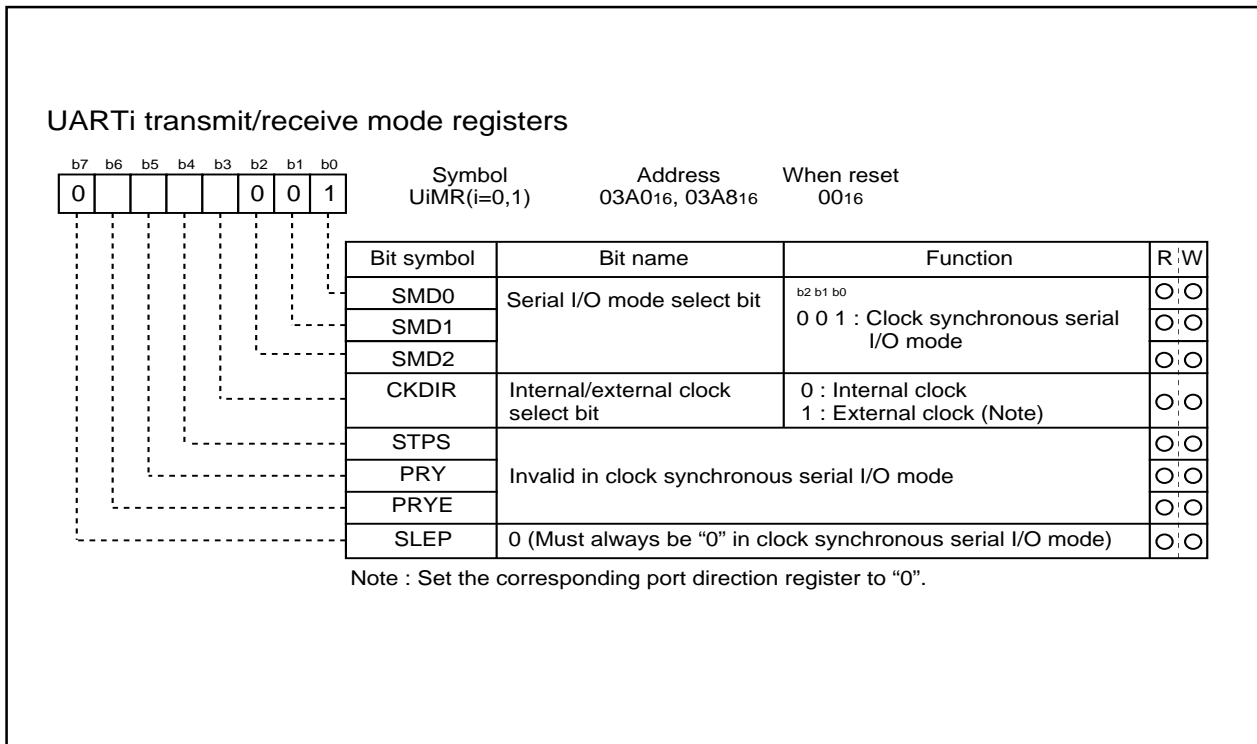 UARTi transmit/receive mode registers
b7 b6 b5 b4 b3 b2 b1 b0
0 0 0 1
Symbol Address When reset
UiMR(i=0,1) 03A016, 03A816 0016
Bit symbol Bit name Function R W
SMD0 Serial I/O mode select bit b2 b1 b0
SMD1 0 0 1 : Clock synchronous serial
I/O mode
SMD2
CKDIR Internal/external clock 0 : Internal clock
select bit 1 : External clock (Note)
STPS
PRY Invalid in clock synchronous serial I/O mode
PRYE
SLEP 0 (Must always be “0” in clock synchronous serial I/O mode)
Note : Set the corresponding port direction register to “0”.